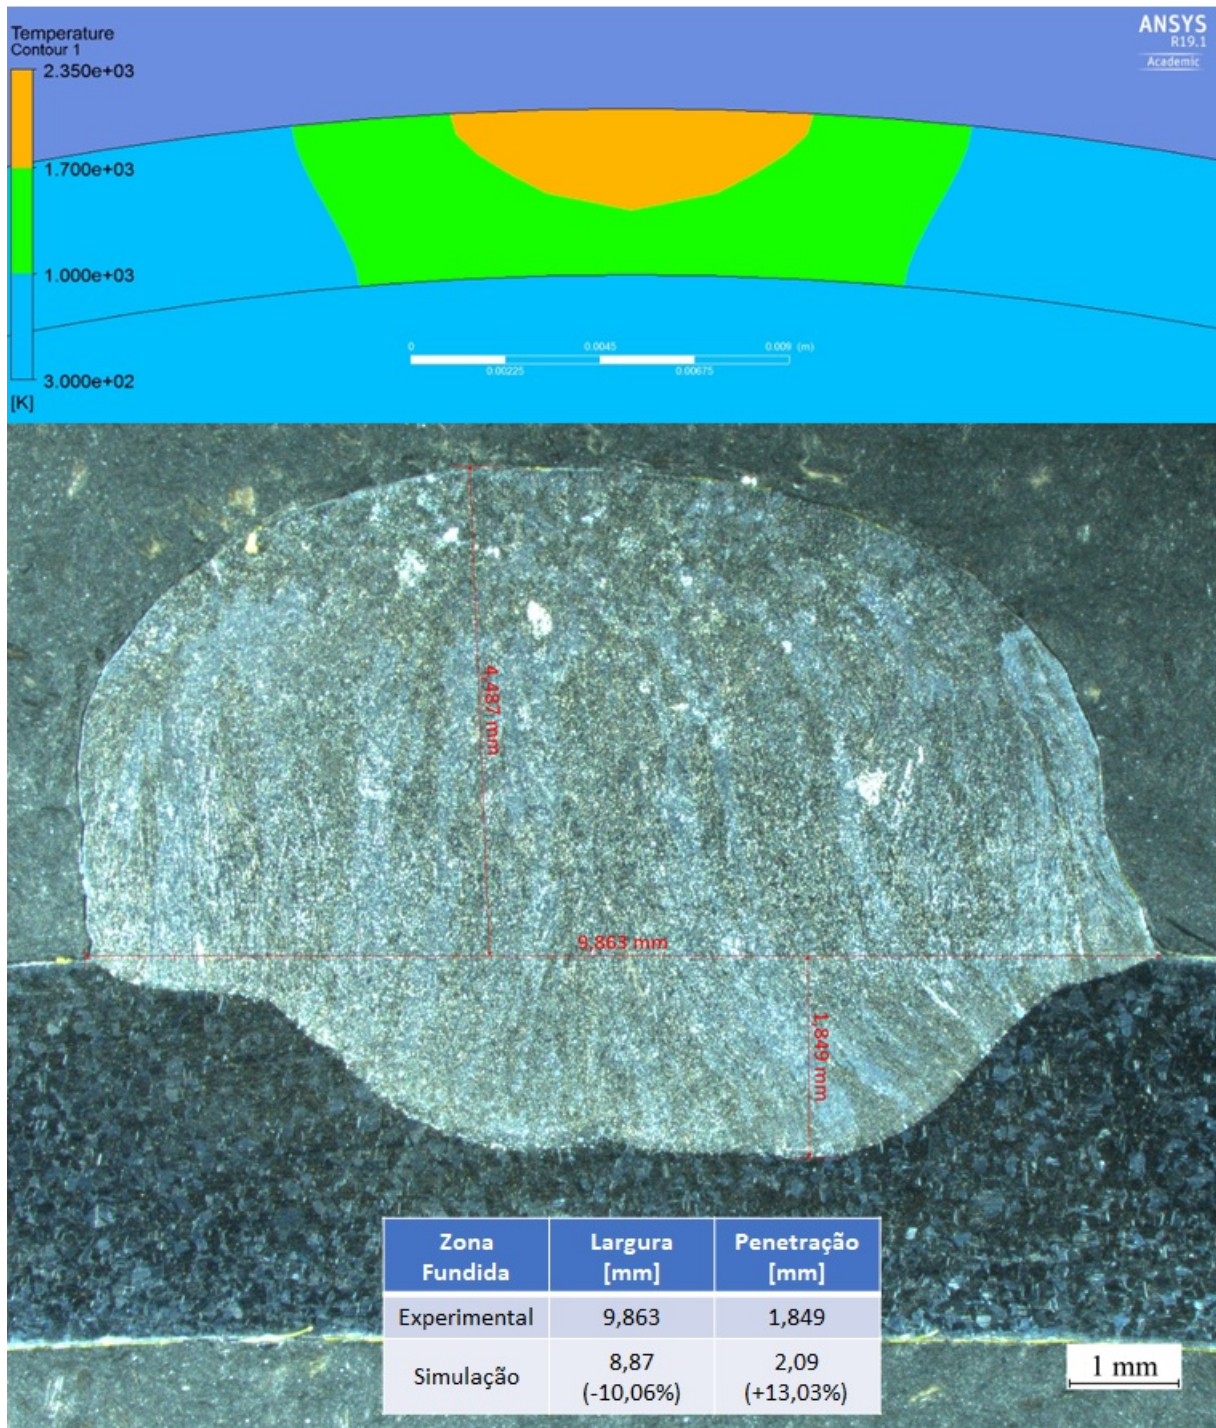 Temperature
Contour 1
2.350e+03
1.700e+03
1.000e+03
3.000e+02
[K]
ANSYS
R19.1
Academic
0 0.0045 0.009 (m)
0.00225 0.00675
4,487 mm
9,863 mm
1,849 mm
Zona Largura Penetração
Fundida [mm] [mm]
Experimental 9,863 1,849
Simulação 8,87 2,09
(-10,06%) (+13,03%)
1 mm